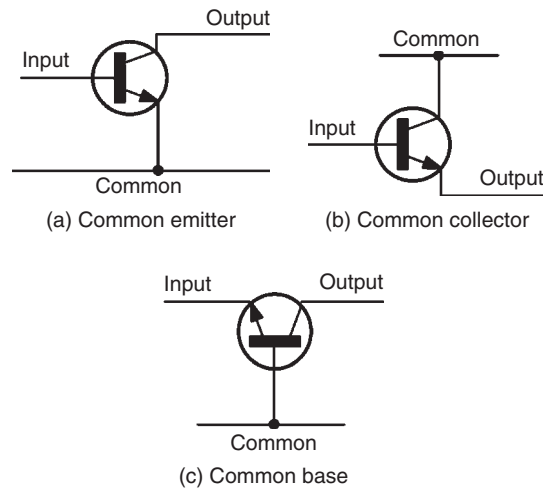 Output
Input
Common
(a) Common emitter
Common
Input
Output
(b) Common collector
Input
Output
Common
(c) Common base